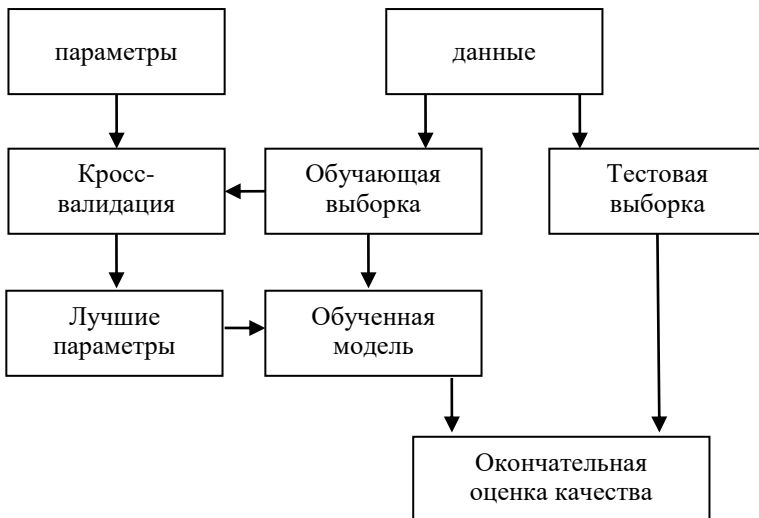 параметры
данные
Кросс-
валидация
Обучающая
выборка
Тестовая
выборка
Лучшие
параметры
Обученная
модель
Окончательная
оценка качества